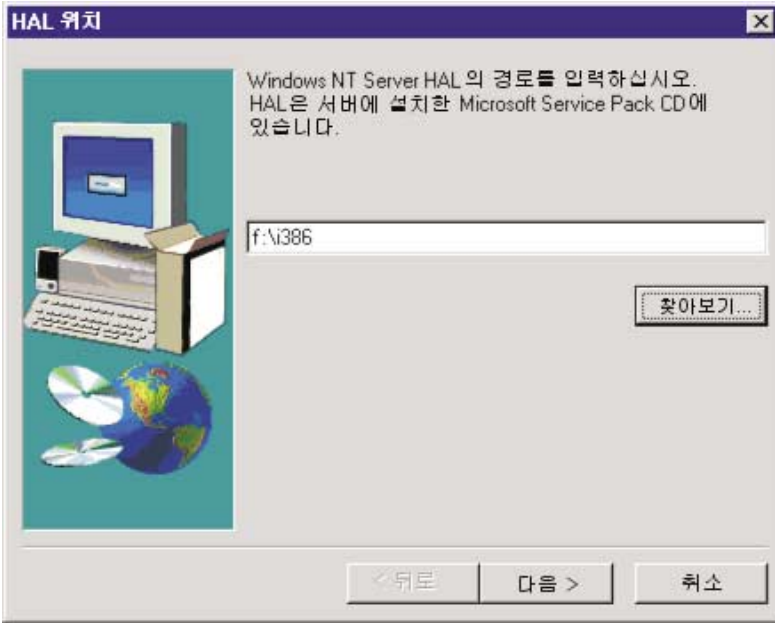 HAL 위치
Windows NT Server HAL의 경로를 입력하십시오.
HAL은 서버에 설치한 Microsoft Service Pack CD에
있습니다.
f:\i386
찾아보기...
< 뒤로
다음 >
취소